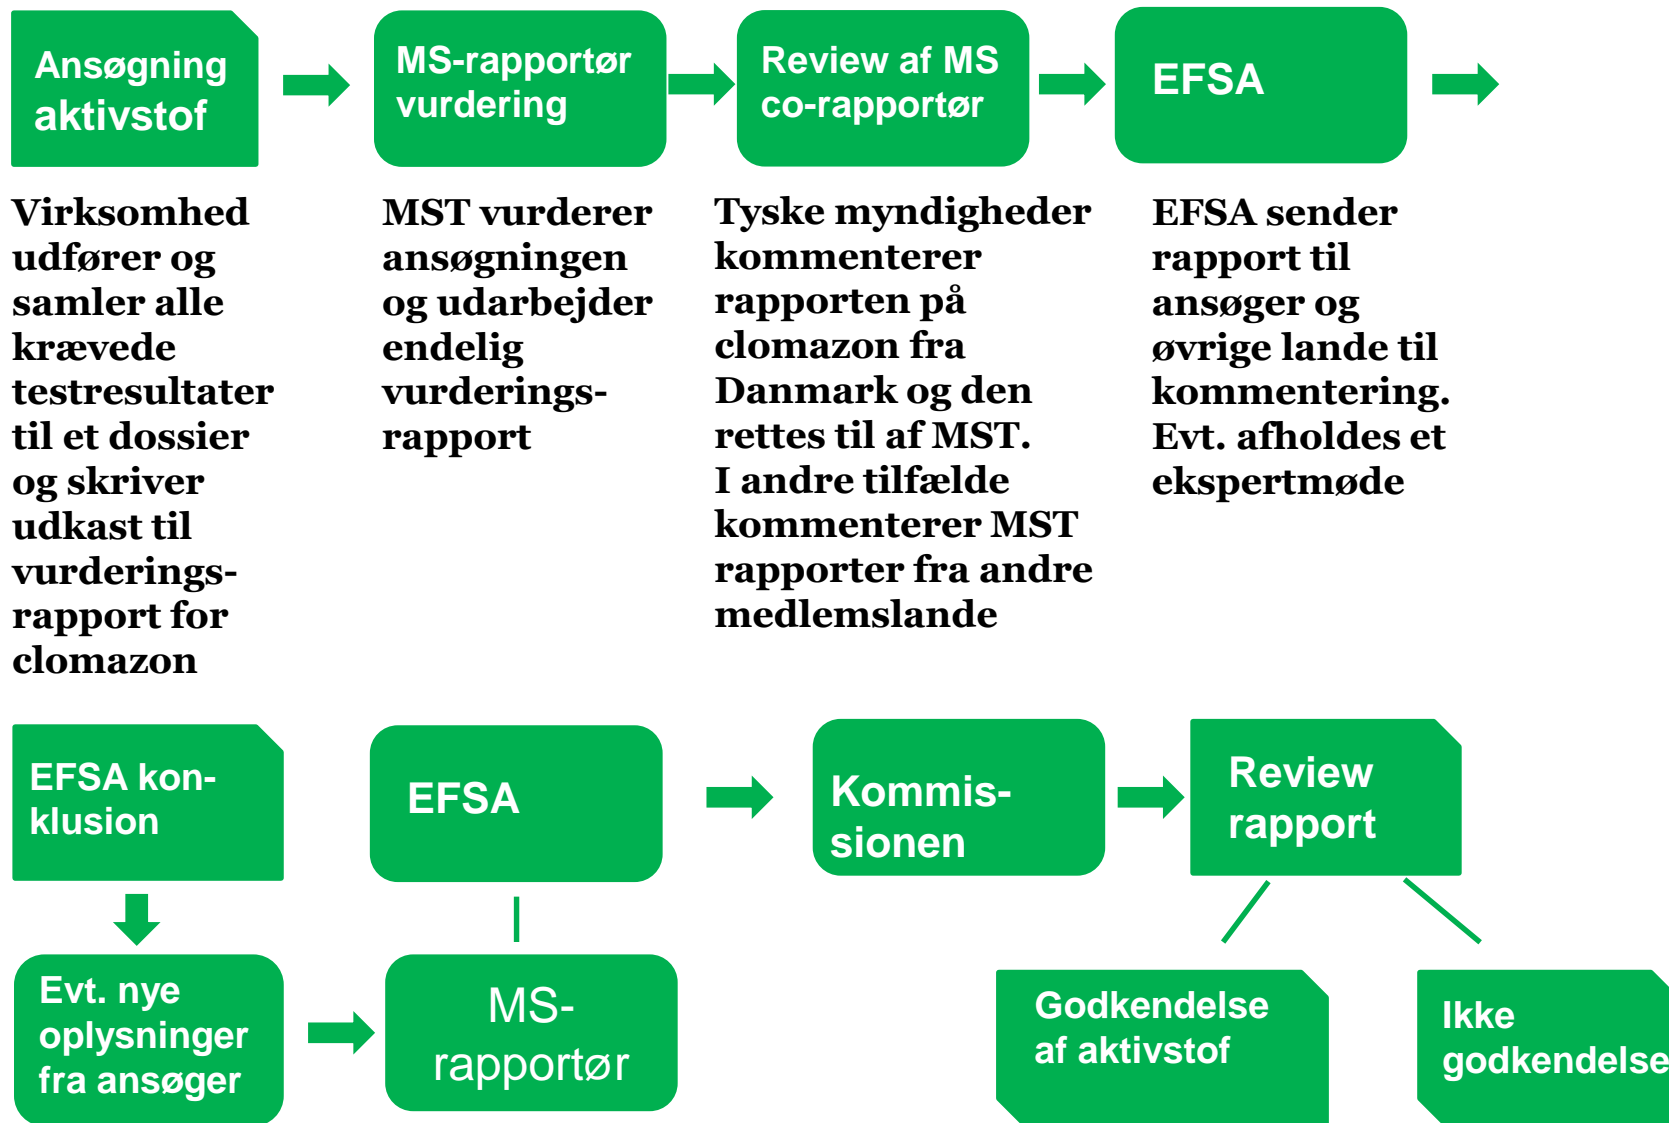 Ansøgning
aktivstof
MS-rapportør
vurdering
Review af MS
co-rapportør
EFSA
Virksomhed
udfører og
samler alle
krævede
testresultater
til et dossier
og skriver
udkast til
vurderings-
rapport for
clomazon
MST vurderer
ansøgningen
og udarbejder
endelig
vurderings-
rapport
Tyske myndigheder
kommenterer
rapporten på
clomazon fra
Danmark og den
rettes til af MST.
I andre tilfælde
kommenterer MST
rapporter fra andre
medlemslande
EFSA sender
rapport til
ansøger og
øvrige lande til
kommentering.
Evt. afholdes et
ekspertmøde
EFSA kon-
klusion
EFSA
Kommis-
sionen
Review
rapport
Evt. nye
oplysninger
fra ansøger
MS-
rapportør
Godkendelse
af aktivstof
Ikke
godkendelse